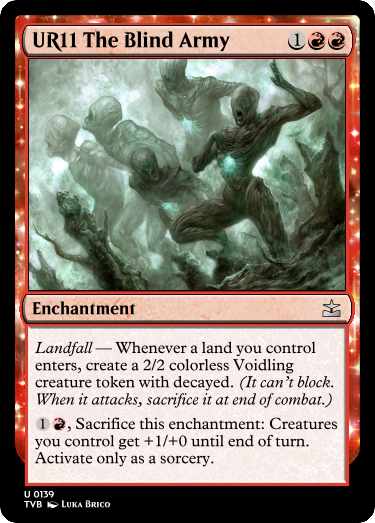 UR11 The Blind Army 1
Enchantment
Landfall — Whenever a land you control
enters, create a 2/2 colorless Voidling
creature token with decayed. (It can't block.
When it attacks, sacrifice it at end of combat.)
1 , Sacrifice this enchantment: Creatures
you control get +1/+0 until end of turn.
Activate only as a sorcery.
U 0139
TVB Luka Brico